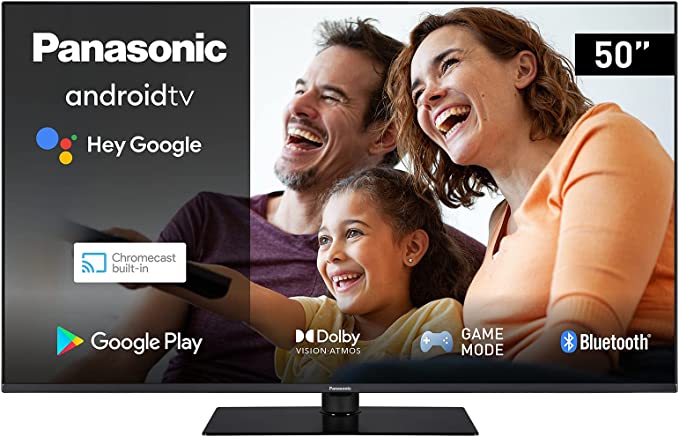 Panasonic
50”
androidtv
Hey Google
Chromecast
built-in
Google Play
Dolby
VISION·ATMOS
GAME
MODE
Bluetooth®
Panasonic